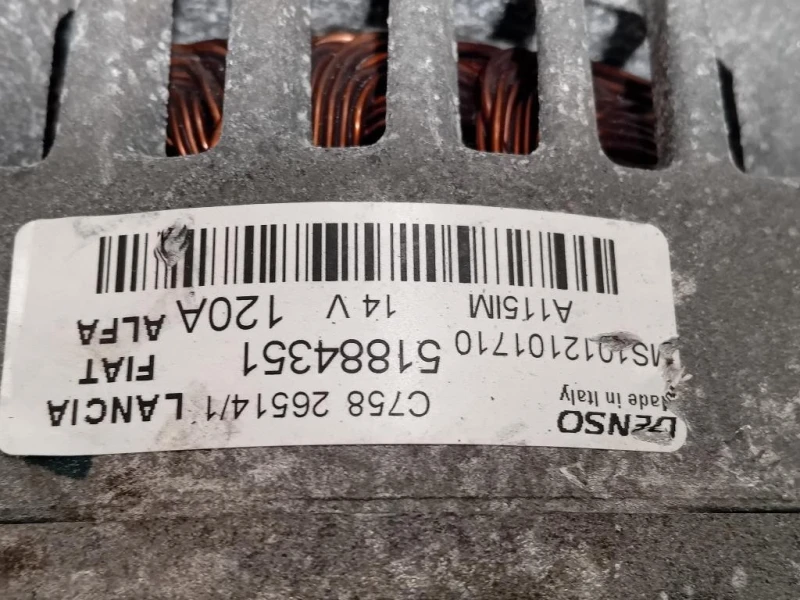 DENSO C758 26514/1 LANCIA
Made in Italy
MS1012101710 51884351 FIAT
A115IM 14 V 120A ALFA